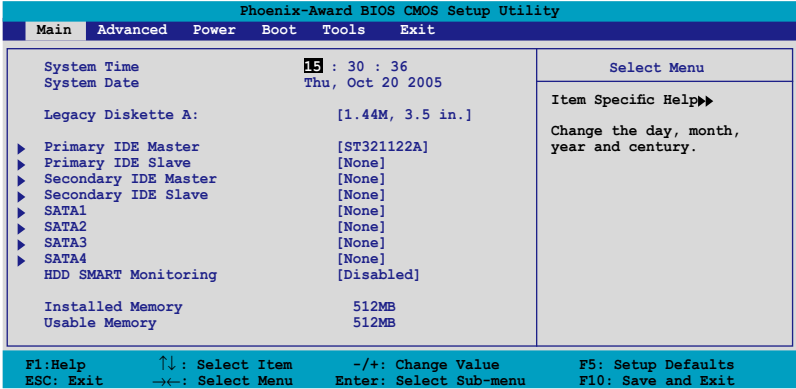 Phoenix-Award BIOS CMOS Setup Utility
Main Advanced Power Boot Tools Exit
System Time 15 : 30 : 36
System Date Thu, Oct 20 2005
Legacy Diskette A: [1.44M, 3.5 in.]
Primary IDE Master [ST321122A]
Primary IDE Slave [None]
Secondary IDE Master [None]
Secondary IDE Slave [None]
SATA1 [None]
SATA2 [None]
SATA3 [None]
SATA4 [None]
HDD SMART Monitoring [Disabled]
Installed Memory 512MB
Usable Memory 512MB
Select Menu
Item Specific Help
Change the day, month,
year and century.
F1:Help ↑↓ : Select Item -/+: Change Value F5: Setup Defaults
ESC: Exit →←: Select Menu Enter: Select Sub-menu F10: Save and Exit